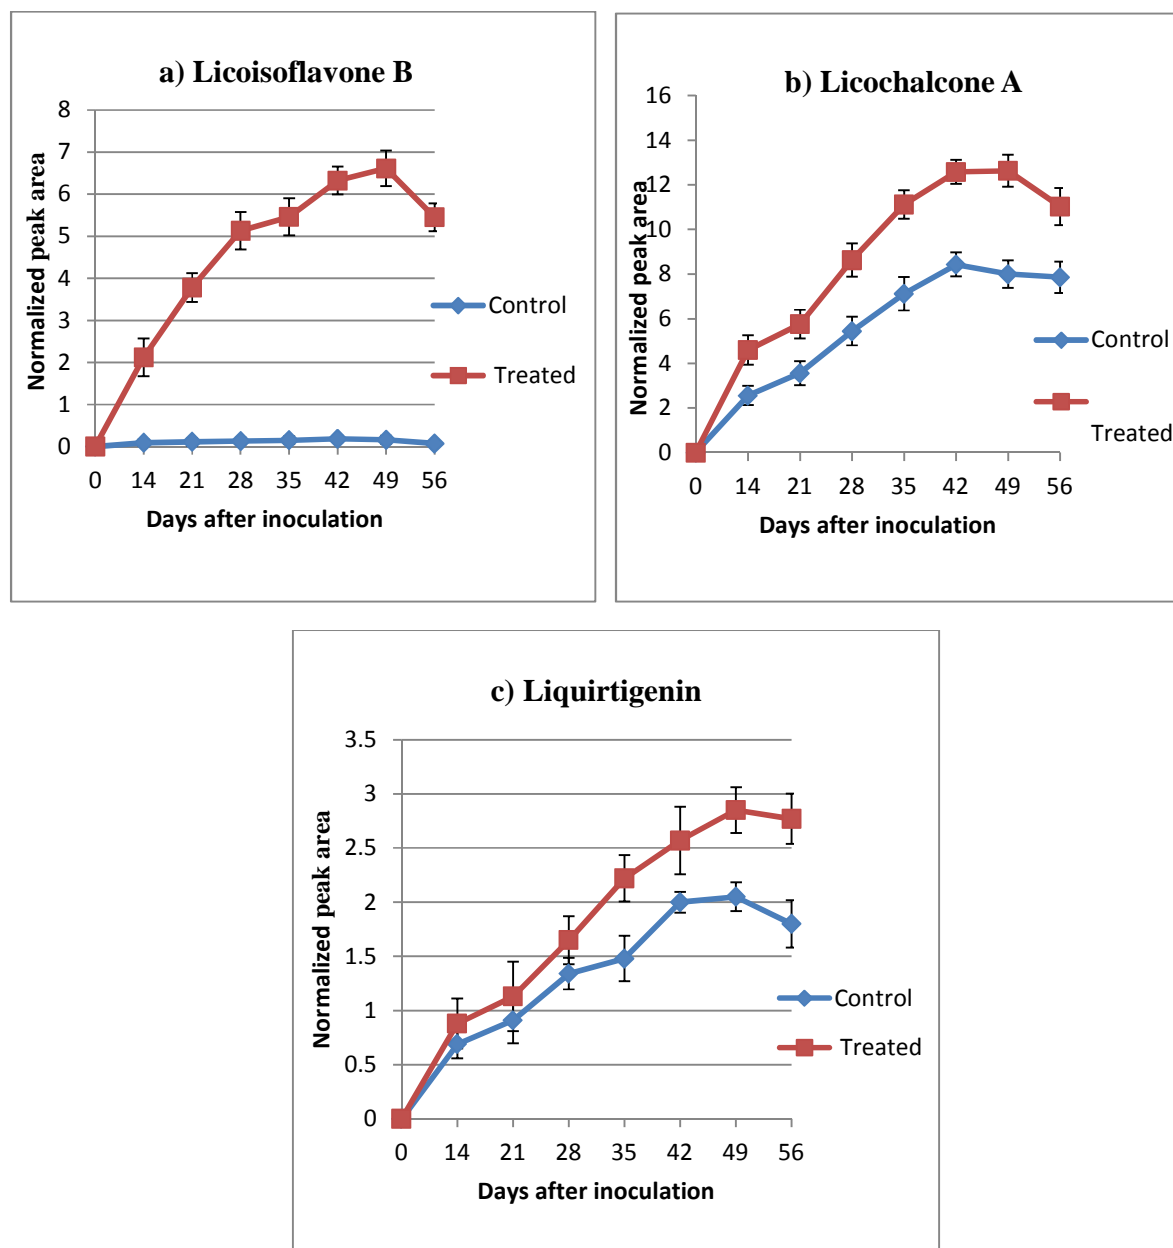 a) Licoisoflavone B
Normalized peak area
8
7
6
5
4
3
2
1
0
0 14 21 28 35 42 49 56
Days after inoculation
Control
Treated
b) Licochalcone A
Normalized peak area
16
14
12
10
8
6
4
2
0
0 14 21 28 35 42 49 56
Days after inoculation
Control
Treated
c) Liquirtigenin
Normalized peak area
3.5
3
2.5
2
1.5
1
0.5
0
0 14 21 28 35 42 49 56
Days after inoculation
Control
Treated